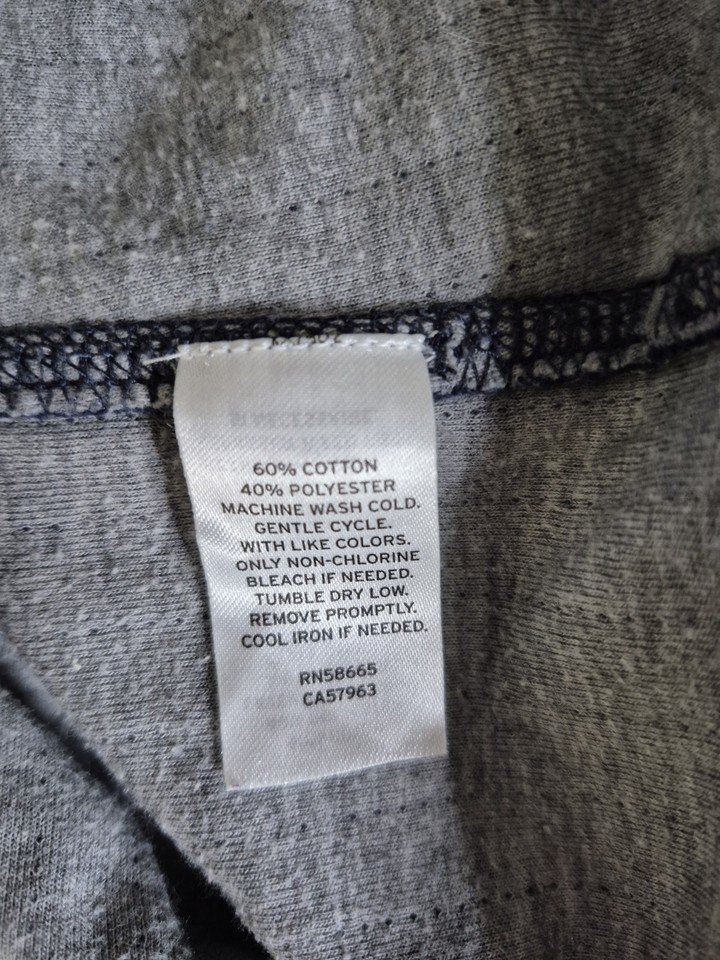 60% COTTON
40% POLYESTER
MACHINE WASH COLD.
GENTLE CYCLE.
WITH LIKE COLORS.
ONLY NON-CHLORINE
BLEACH IF NEEDED.
TUMBLE DRY LOW.
REMOVE PROMPTLY.
COOL IRON IF NEEDED.
RN58665
CA57963